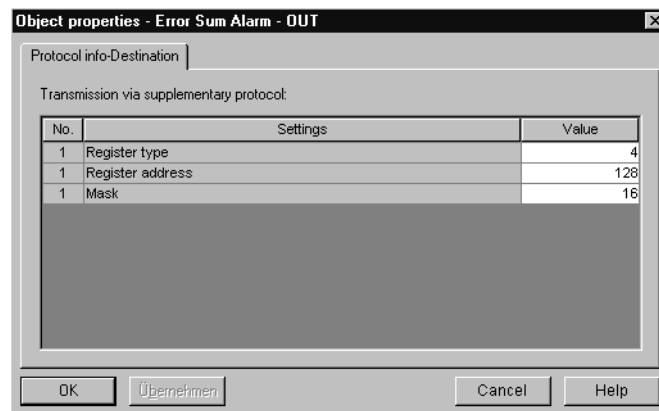 Object properties - Error Sum Alarm - OUT
Protocol info-Destination
Transmission via supplementary protocol:
No. Settings Value
1 Register type 4
1 Register address 128
1 Mask 16
OK Übernehmen Cancel Help